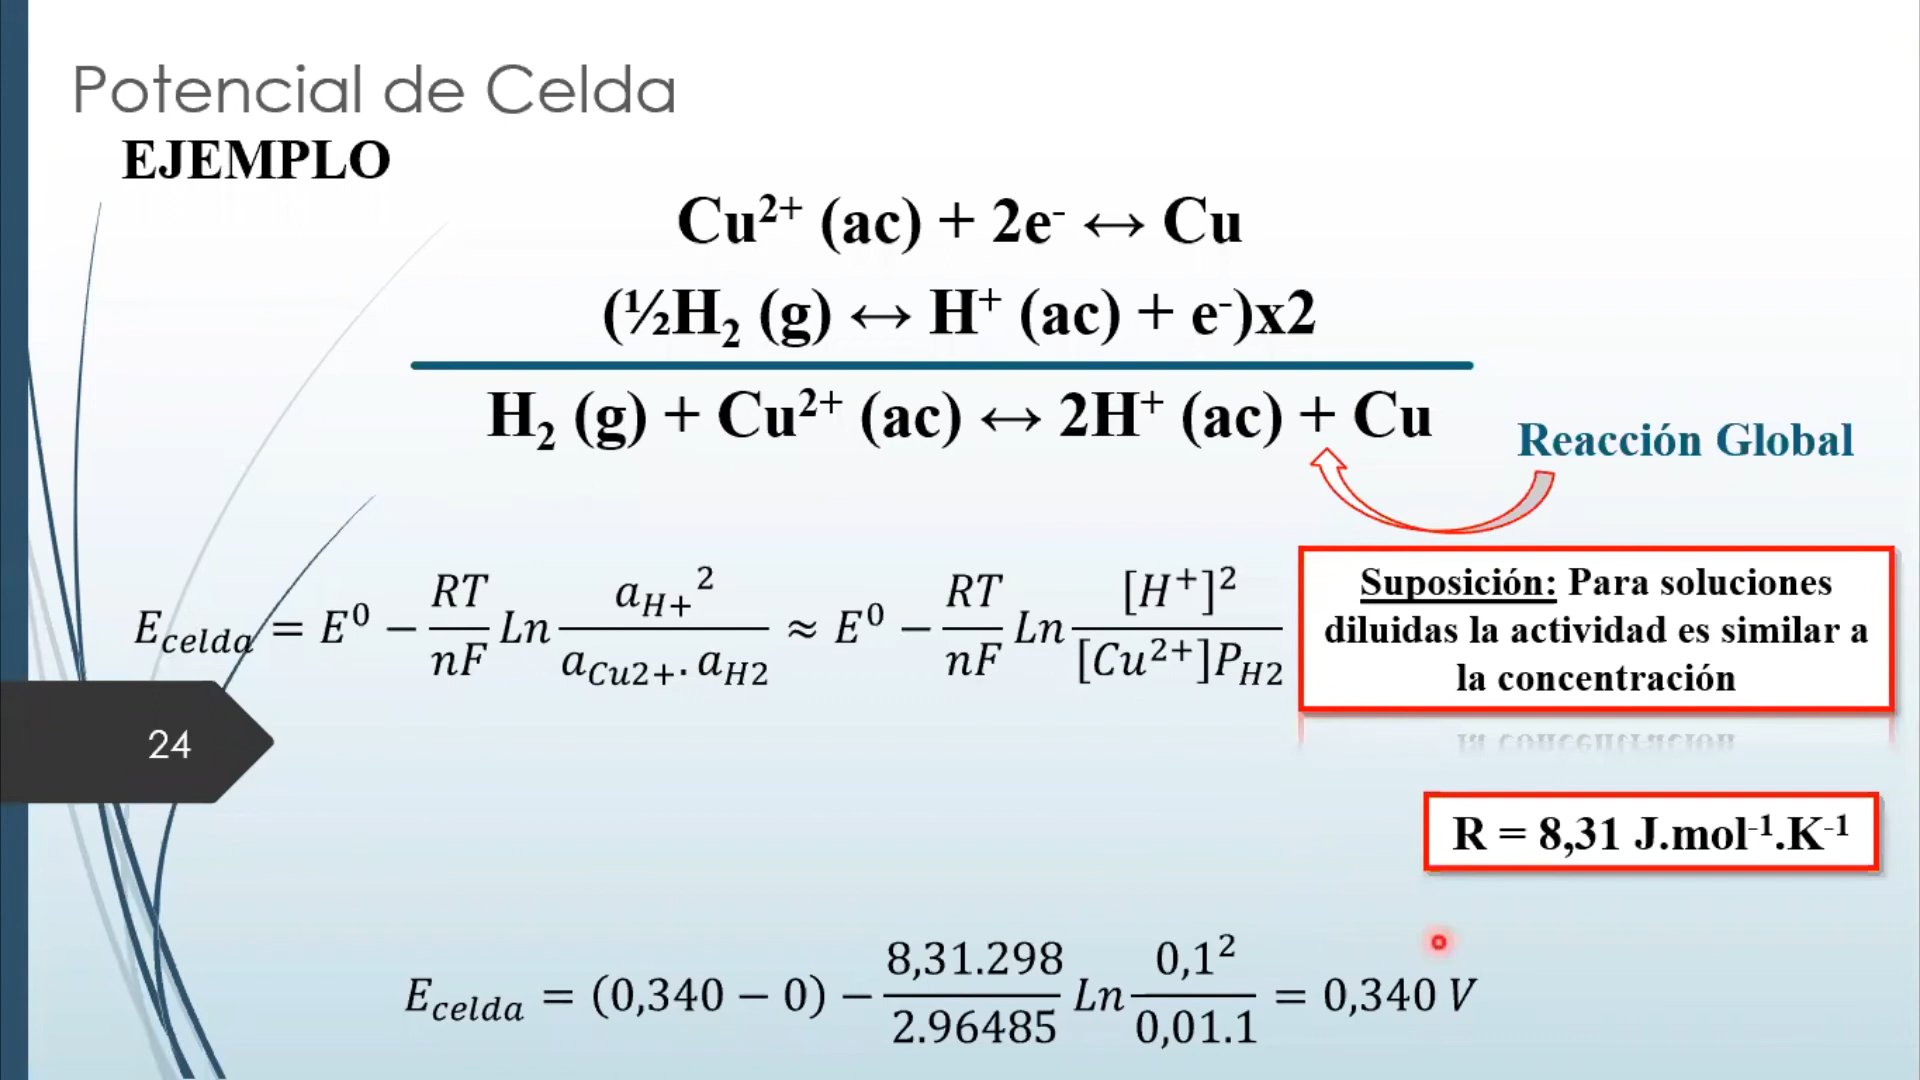 Potencial de Celda
EJEMPLO
Cu²⁺ (ac) + 2e⁻ ↔ Cu
(½H₂ (g) ↔ H⁺ (ac) + e⁻)x2
H₂ (g) + Cu²⁺ (ac) ↔ 2H⁺ (ac) + Cu
Reacción Global
E_celda = E⁰ − RT/nF Ln a_H+²/(a_Cu2+ . a_H2) ≈ E⁰ − RT/nF Ln [H⁺]²/([Cu²⁺]P_H2)
Suposición: Para soluciones
diluidas la actividad es similar a
la concentración
24
R = 8,31 J.mol⁻¹.K⁻¹
E_celda = (0,340 − 0) − 8,31.298/2.96485 Ln 0,1²/0,01.1 = 0,340 V